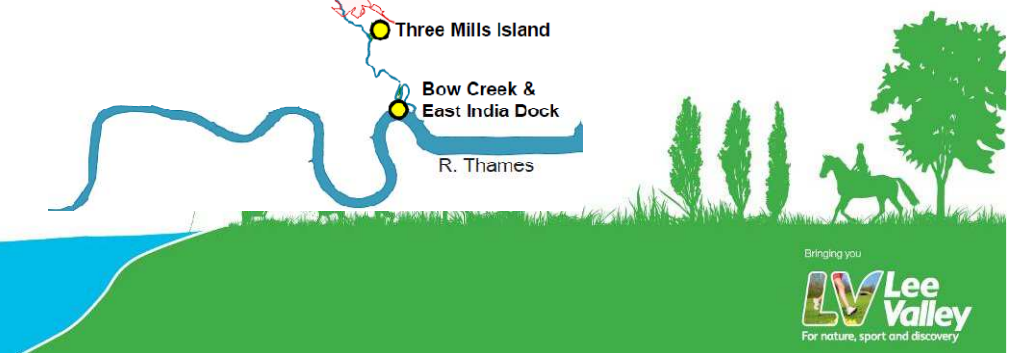 Three Mills Island
Bow Creek &
East India Dock
R. Thames
Bringing you
LV Lee
Valley
For nature, sport and discovery